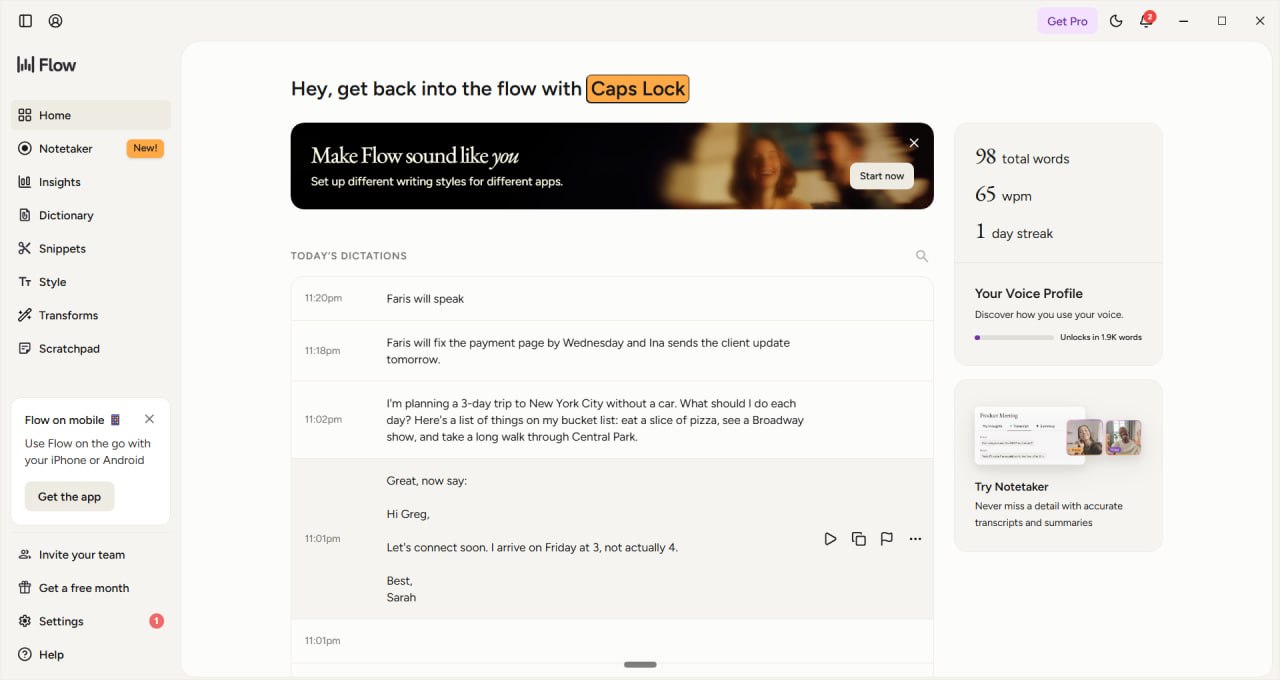 Get Pro
2
Flow
Hey, get back into the flow with Caps Lock
Home
Notetaker New!
Insights
Dictionary
Snippets
Style
Transforms
Scratchpad
Flow on mobile
Use Flow on the go with
your iPhone or Android
Get the app
Invite your team
Get a free month
Settings 1
Help
Make Flow sound like you
Set up different writing styles for different apps.
Start now
TODAY'S DICTATIONS
11:20pm Faris will speak
11:18pm
Faris will fix the payment page by Wednesday and Ina sends the client update
tomorrow.
11:02pm
I'm planning a 3-day trip to New York City without a car. What should I do each
day? Here's a list of things on my bucket list: eat a slice of pizza, see a Broadway
show, and take a long walk through Central Park.
11:01pm
Great, now say:
Hi Greg,
Let's connect soon. I arrive on Friday at 3, not actually 4.
Best,
Sarah
11:01pm
98 total words
65 wpm
1 day streak
Your Voice Profile
Discover how you use your voice.
Unlocks in 1.9K words
Product Meeting
Transcript
Summary
Try Notetaker
Never miss a detail with accurate
transcripts and summaries